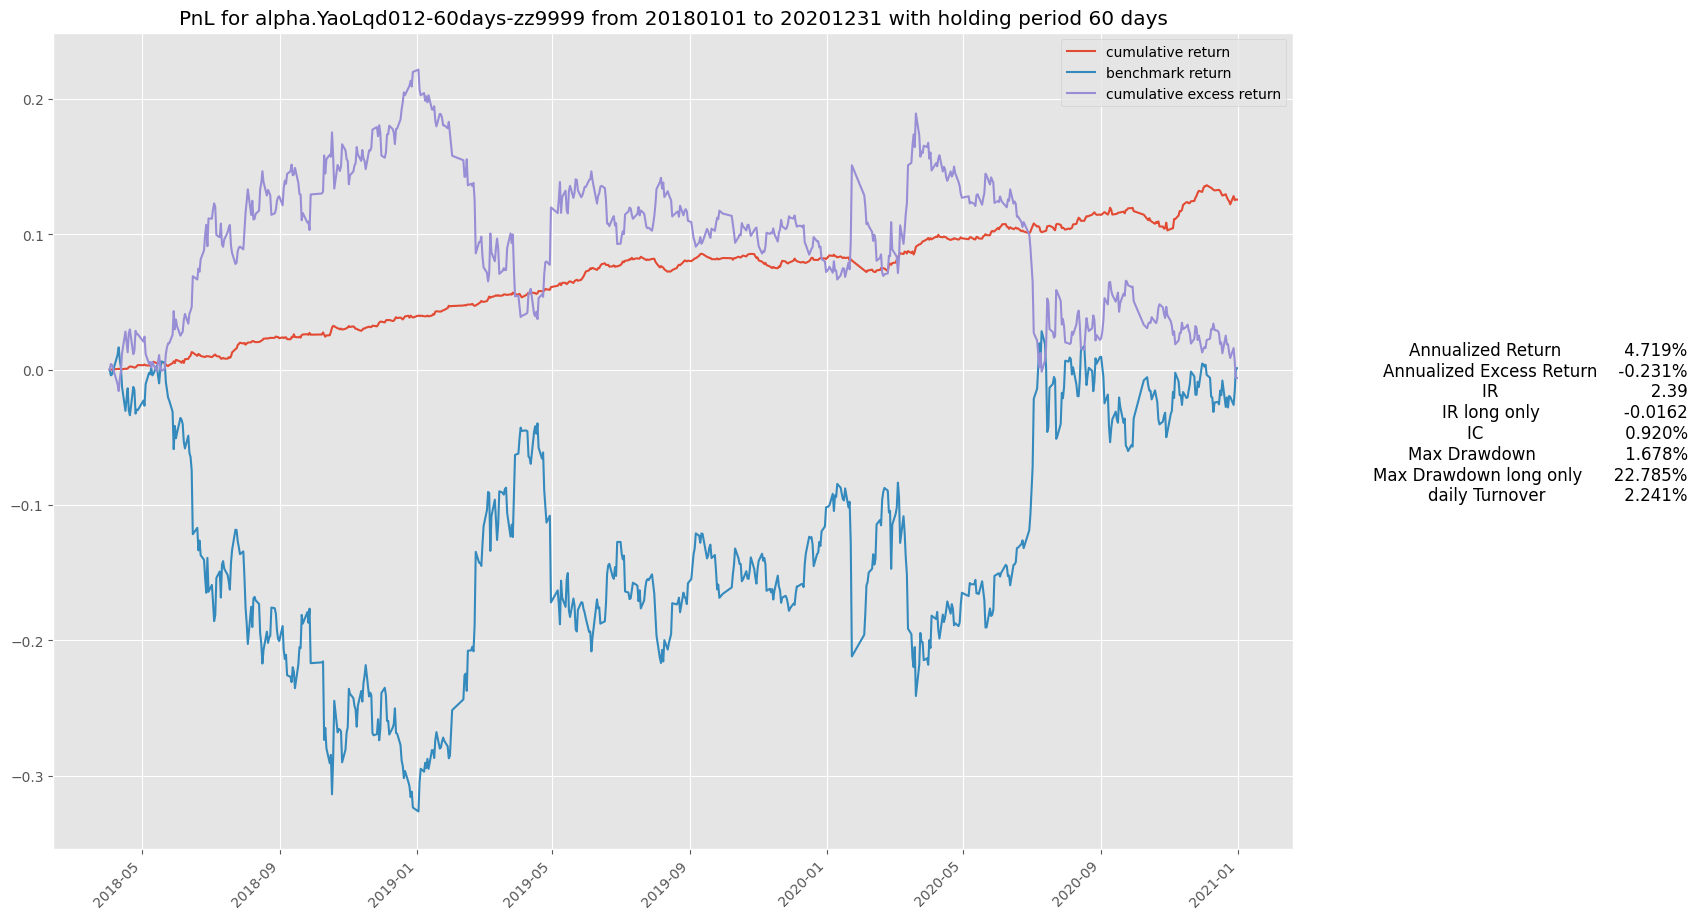 PnL for alpha.YaoLqd012-60days-zz9999 from 20180101 to 20201231 with holding period 60 days
cumulative return
benchmark return
cumulative excess return
0.2
0.1
0.0
−0.1
−0.2
−0.3
2018-05
2018-09
2019-01
2019-05
2019-09
2020-01
2020-05
2020-09
2021-01
Annualized Return 4.719%
Annualized Excess Return -0.231%
IR 2.39
IR long only -0.0162
IC 0.920%
Max Drawdown 1.678%
Max Drawdown long only 22.785%
daily Turnover 2.241%